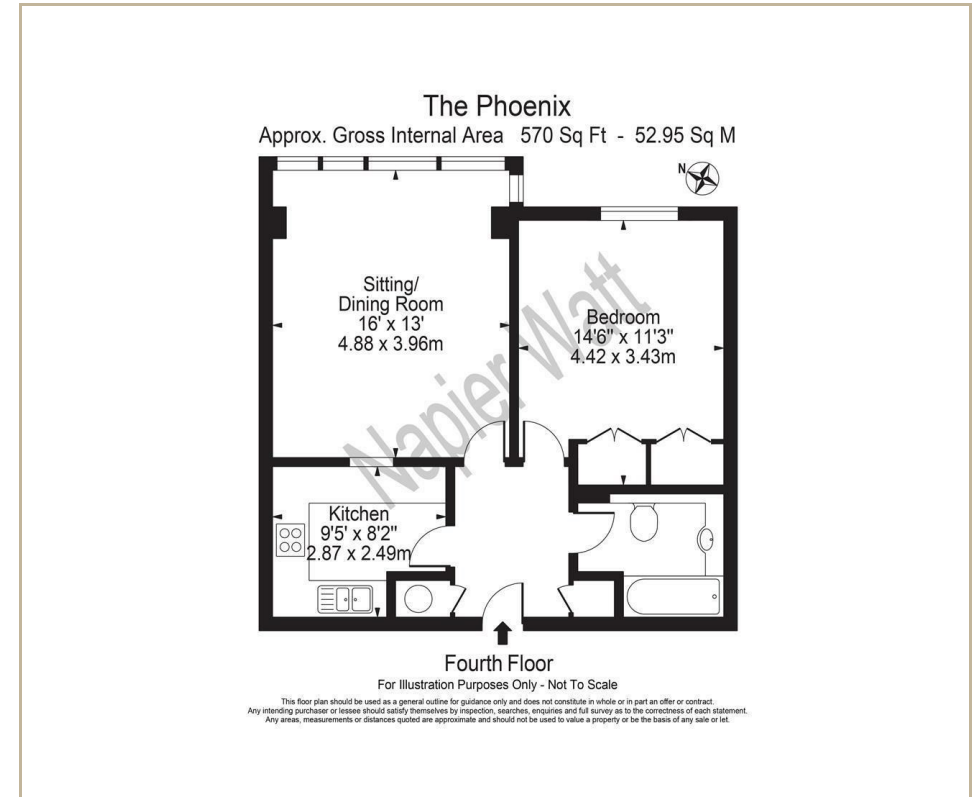 The Phoenix
Approx. Gross Internal Area 570 Sq Ft - 52.95 Sq M
N
Sitting/
Dining Room
16' x 13'
4.88 x 3.96m
Bedroom
14'6" x 11'3"
4.42 x 3.43m
Napier Watt
Kitchen
9'5' x 8'2"
2.87 x 2.49m
Fourth Floor
For Illustration Purposes Only - Not To Scale
This floor plan should be used as a general outline for guidance only and does not constitute in whole or in part an offer or contract.
Any intending purchaser or lessee should satisfy themselves by inspection, searches, enquiries and full survey as to the correctness of each statement.
Any areas, measurements or distances quoted are approximate and should not be used to value a property or be the basis of any sale or let.